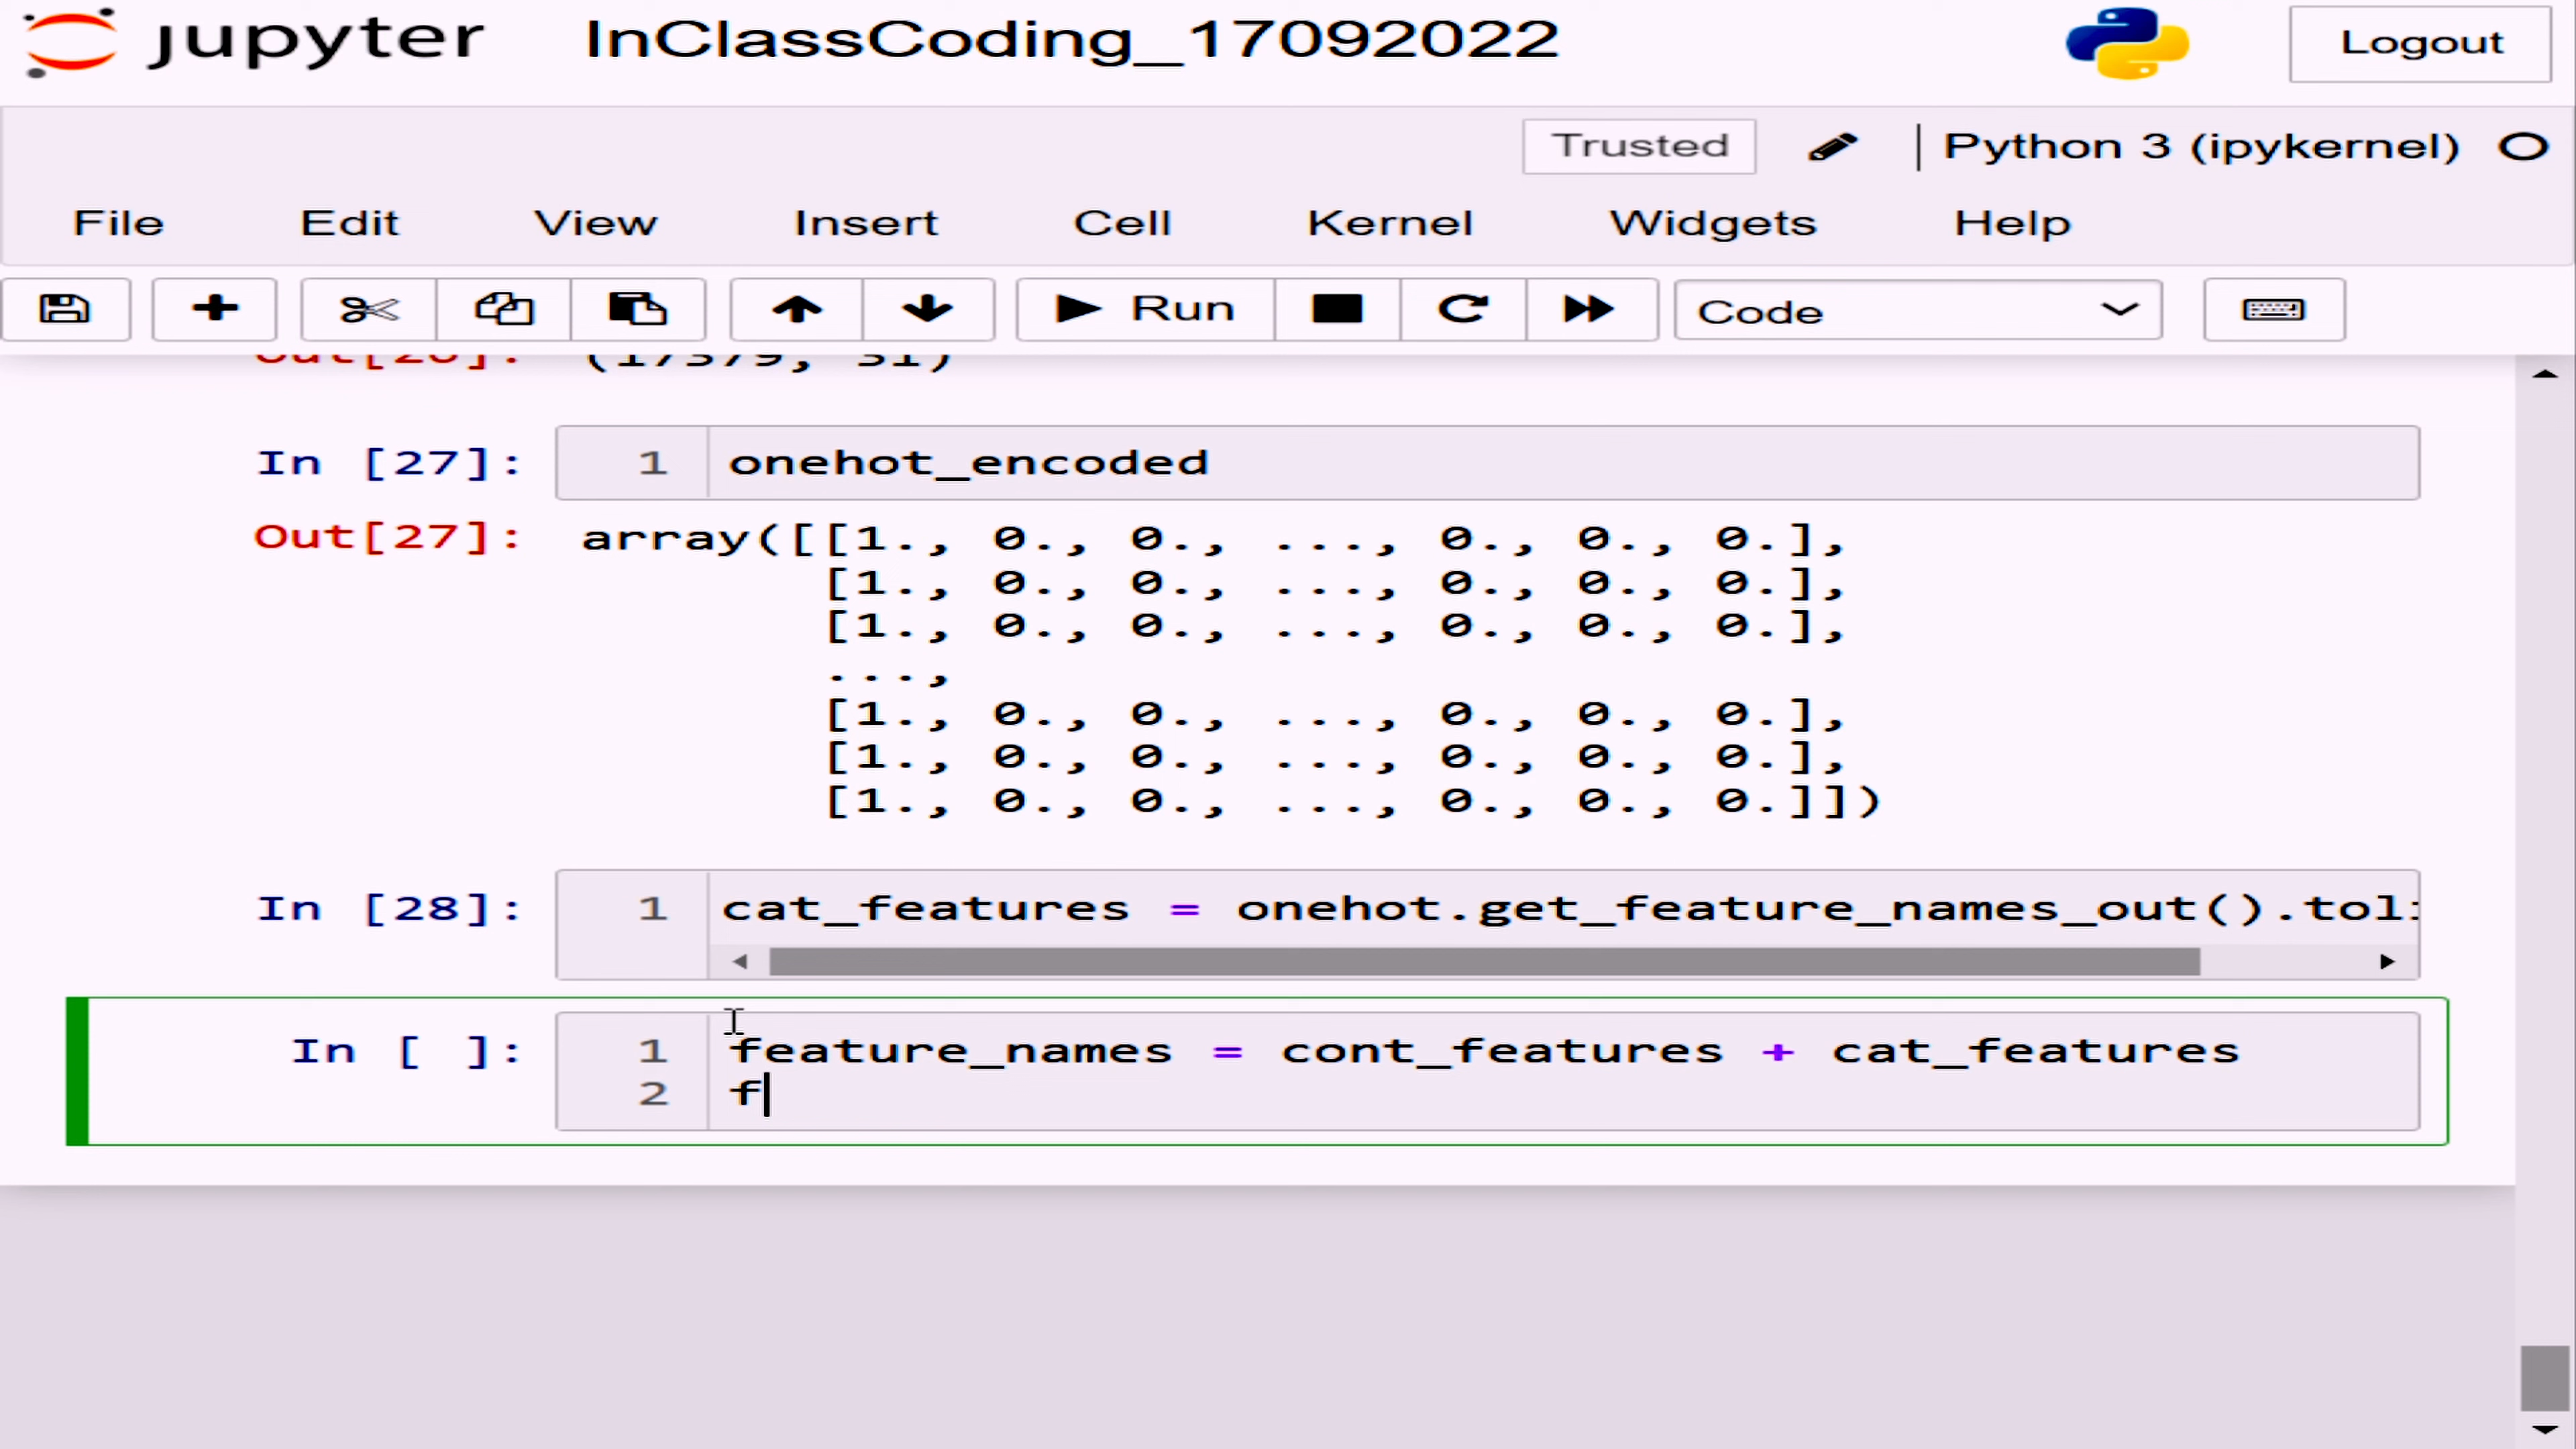 jupyter InClassCoding_17092022 Logout
Trusted | Python 3 (ipykernel)
File Edit View Insert Cell Kernel Widgets Help
Run Code
(17379, 31)
In [27]: 1 onehot_encoded
Out[27]: array([[1., 0., 0., ..., 0., 0., 0.],
[1., 0., 0., ..., 0., 0., 0.],
[1., 0., 0., ..., 0., 0., 0.],
...,
[1., 0., 0., ..., 0., 0., 0.],
[1., 0., 0., ..., 0., 0., 0.],
[1., 0., 0., ..., 0., 0., 0.]])
In [28]: 1 cat_features = onehot.get_feature_names_out().tol
In [ ]: 1 feature_names = cont_features + cat_features
2 f